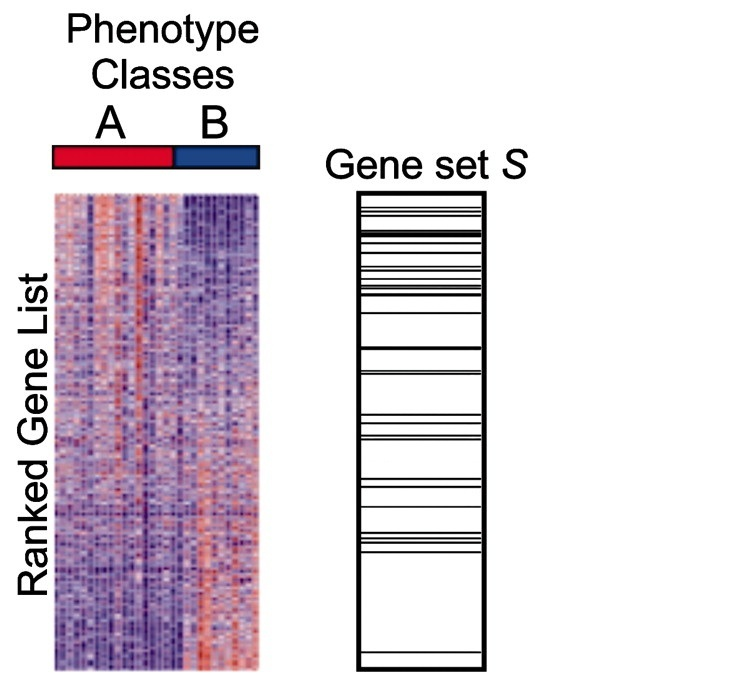 Phenotype
Classes
A B
Gene set S
Ranked Gene List